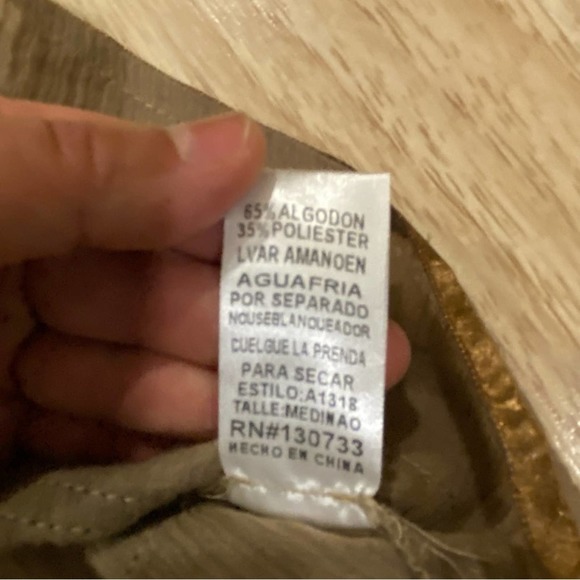 65% ALGODON
35% POLIESTER
LVAR AMANOEN
AGUAFRIA
POR SEPARADO
NOUSEBLANQUEADOR
CUELGUE LA PRENDA
PARA SECAR
ESTILO:A1318
TALLE:MEDINAO
RN#130733
HECHO EN CHINA